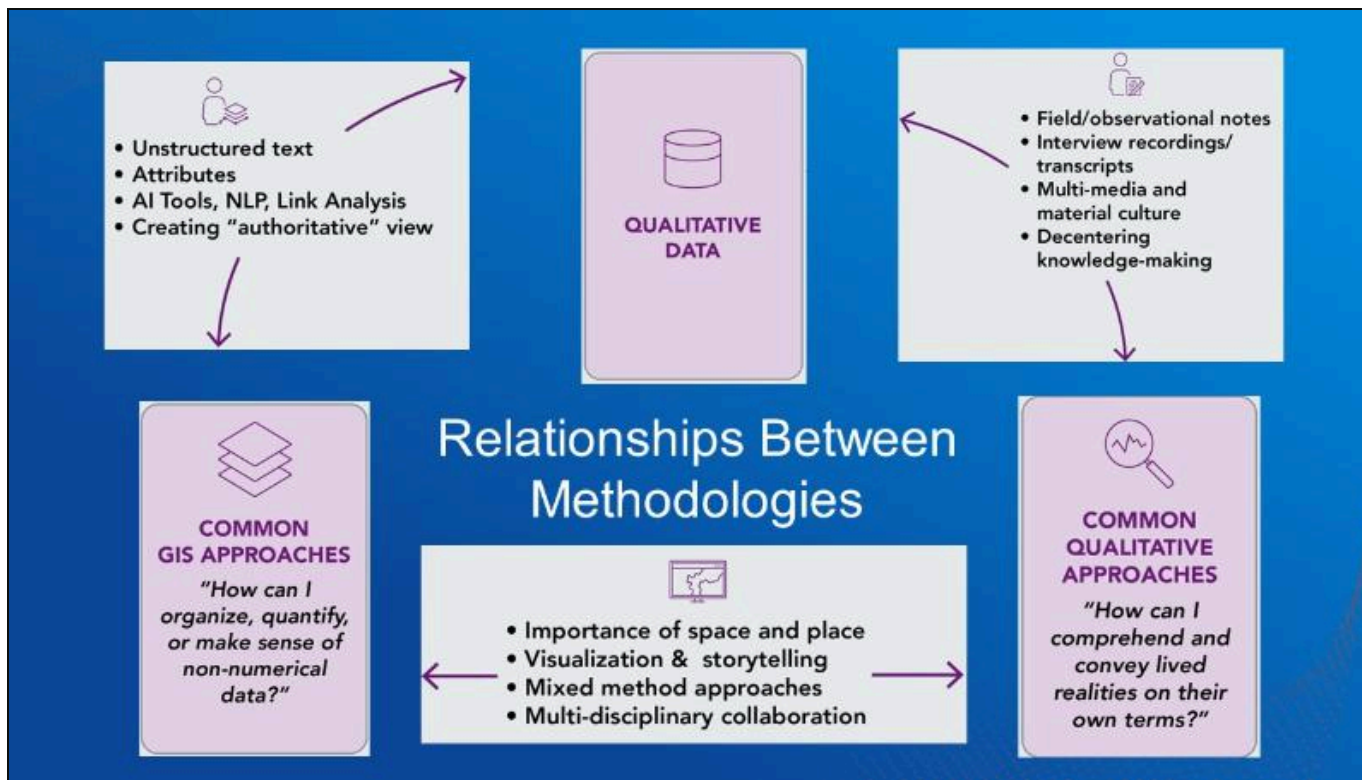 • Unstructured text
• Attributes
• AI Tools, NLP, Link Analysis
• Creating “authoritative” view
QUALITATIVE
DATA
• Field/observational notes
• Interview recordings/
transcripts
• Multi-media and
material culture
• Decentering
knowledge-making
Relationships Between
Methodologies
COMMON
GIS APPROACHES
“How can I
organize, quantify,
or make sense of
non-numerical
data?”
• Importance of space and place
• Visualization & storytelling
• Mixed method approaches
• Multi-disciplinary collaboration
COMMON
QUALITATIVE
APPROACHES
“How can I
comprehend and
convey lived
realities on their
own terms?”